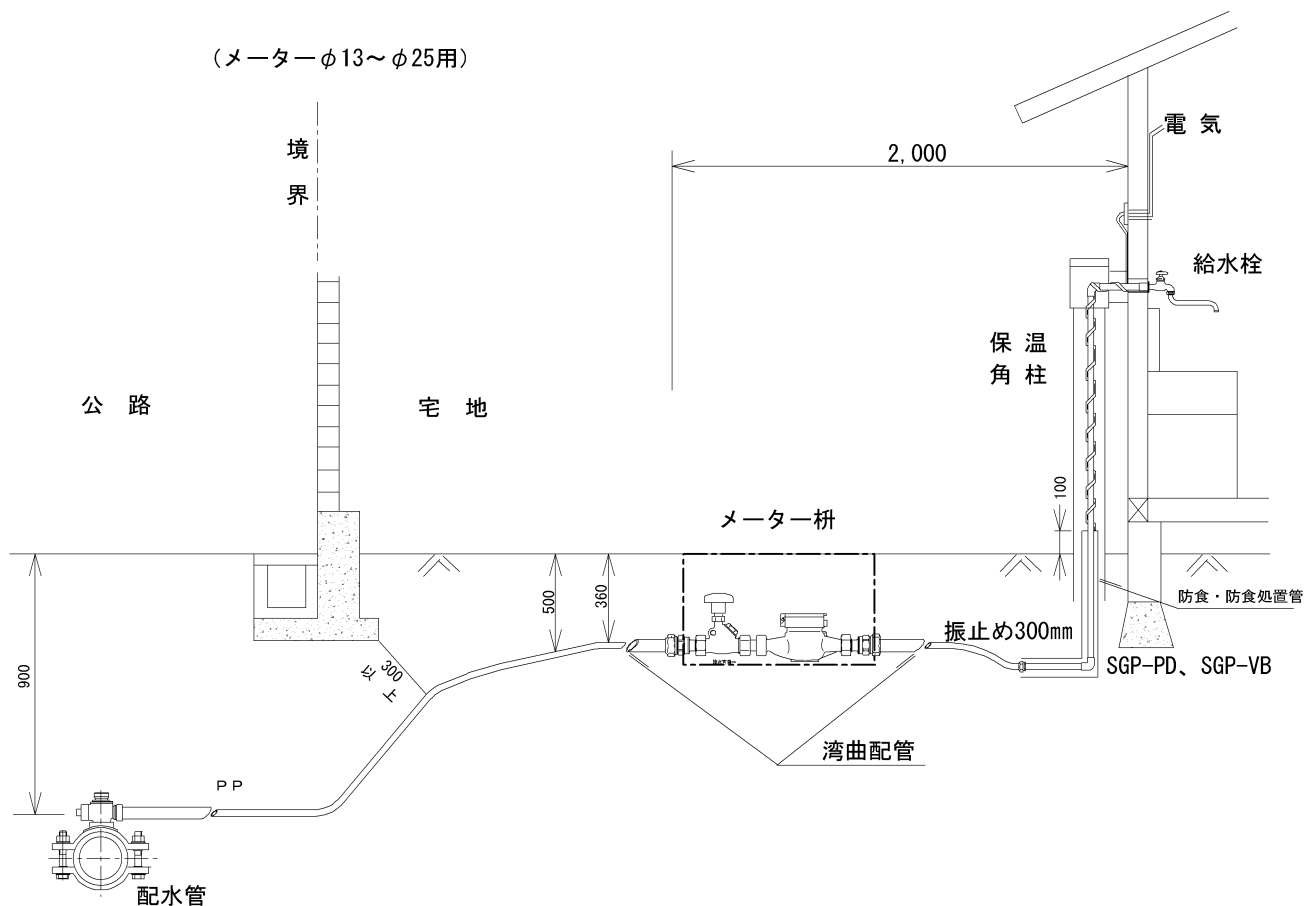 (メーターφ13～φ25用)
境
界
電 気
2,000
給水栓
保 温
角 柱
公 路
宅 地
100
メーター枡
500
360
防食・防食処置管
振止め300mm
900
300
以 上
SGP-PD、SGP-VB
湾曲配管
PP
配水管